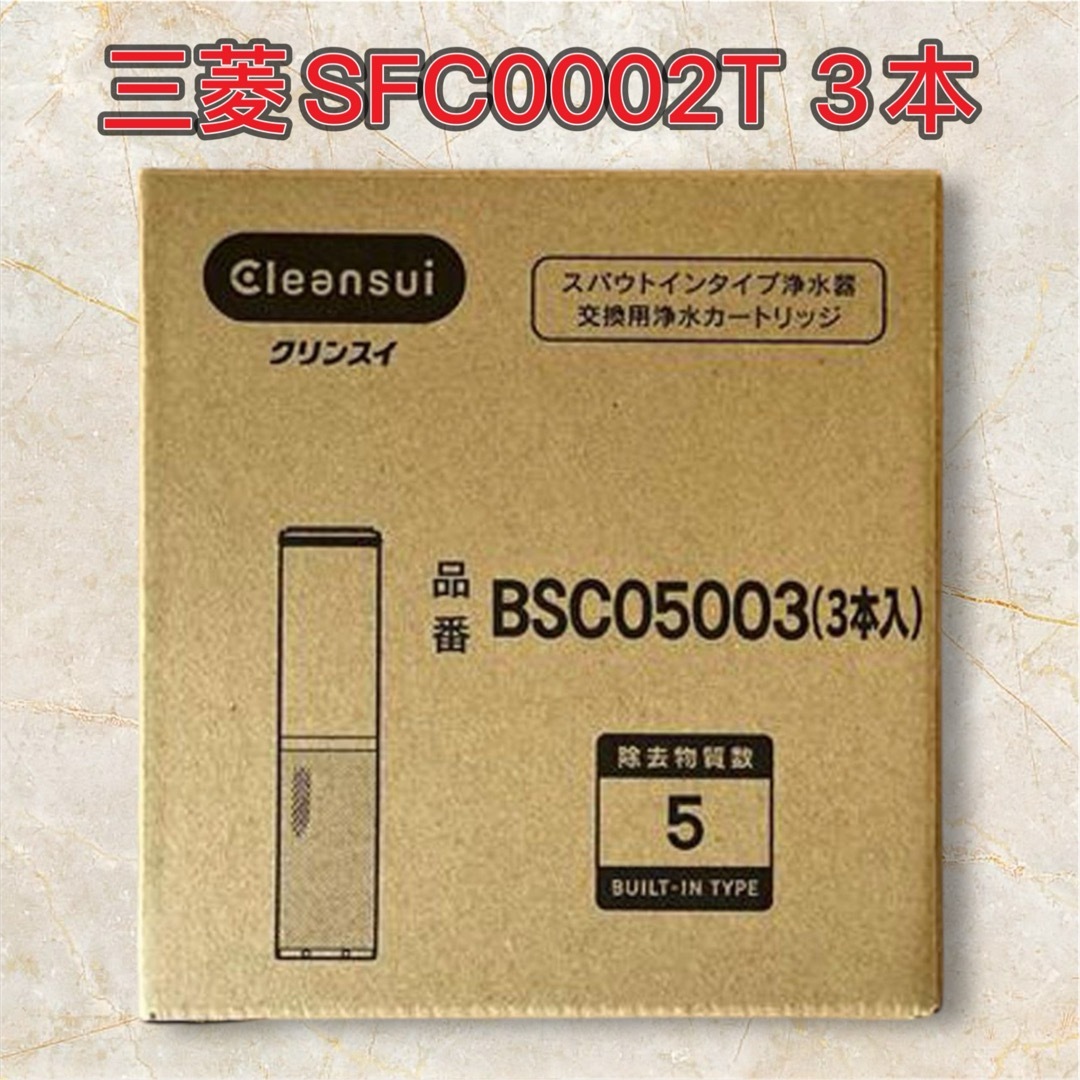 三菱SFC0002T 3本
Cleansui
クリンスイ
スパウトインタイプ浄水器
交換用浄水カートリッジ
品番 BSC05003(3本入)
除去物質数
5
BUILT-IN TYPE